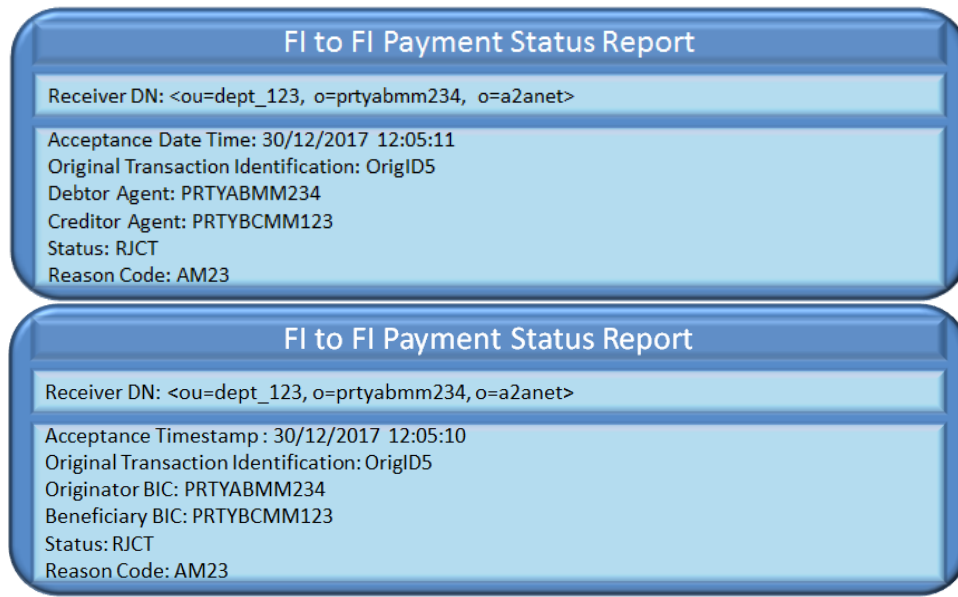 FI to FI Payment Status Report
Receiver DN: <ou=dept_123, o=prtyabmm234, o=a2anet>
Acceptance Date Time: 30/12/2017 12:05:11
Original Transaction Identification: OrigID5
Debtor Agent: PRTYABMM234
Creditor Agent: PRTYBCMM123
Status: RJCT
Reason Code: AM23
FI to FI Payment Status Report
Receiver DN: <ou=dept_123, o=prtyabmm234, o=a2anet>
Acceptance Timestamp : 30/12/2017 12:05:10
Original Transaction Identification: OrigID5
Originator BIC: PRTYABMM234
Beneficiary BIC: PRTYBCMM123
Status: RJCT
Reason Code: AM23